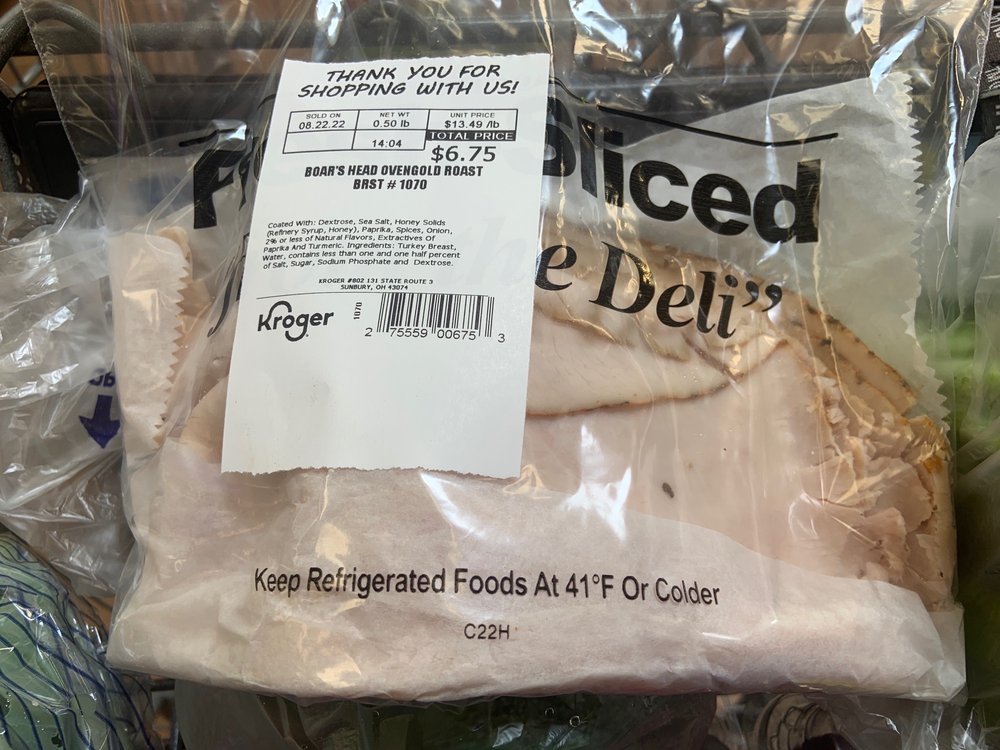 THANK YOU FOR
SHOPPING WITH US!
SOLD ON NET WT UNIT PRICE
08.22.22 0.50 lb $13.49 /lb
TOTAL PRICE
14:04 $6.75
BOAR'S HEAD OVENGOLD ROAST
BRST # 1070
Coated With: Dextrose, Sea Salt, Honey Solids
(Refinery Syrup, Honey), Paprika, Spices, Onion,
2% or less of Natural Flavors, Extractives Of
Paprika And Turmeric. Ingredients: Turkey Breast,
Water, contains less than one and one half percent
of Salt, Sugar, Sodium Phosphate and Dextrose.
KROGER #802 131 STATE ROUTE 3
SUNBURY, OH 43074
Kroger
1070
2 75559 00675 3
Sliced
e Deli”
Keep Refrigerated Foods At 41°F Or Colder
C22H